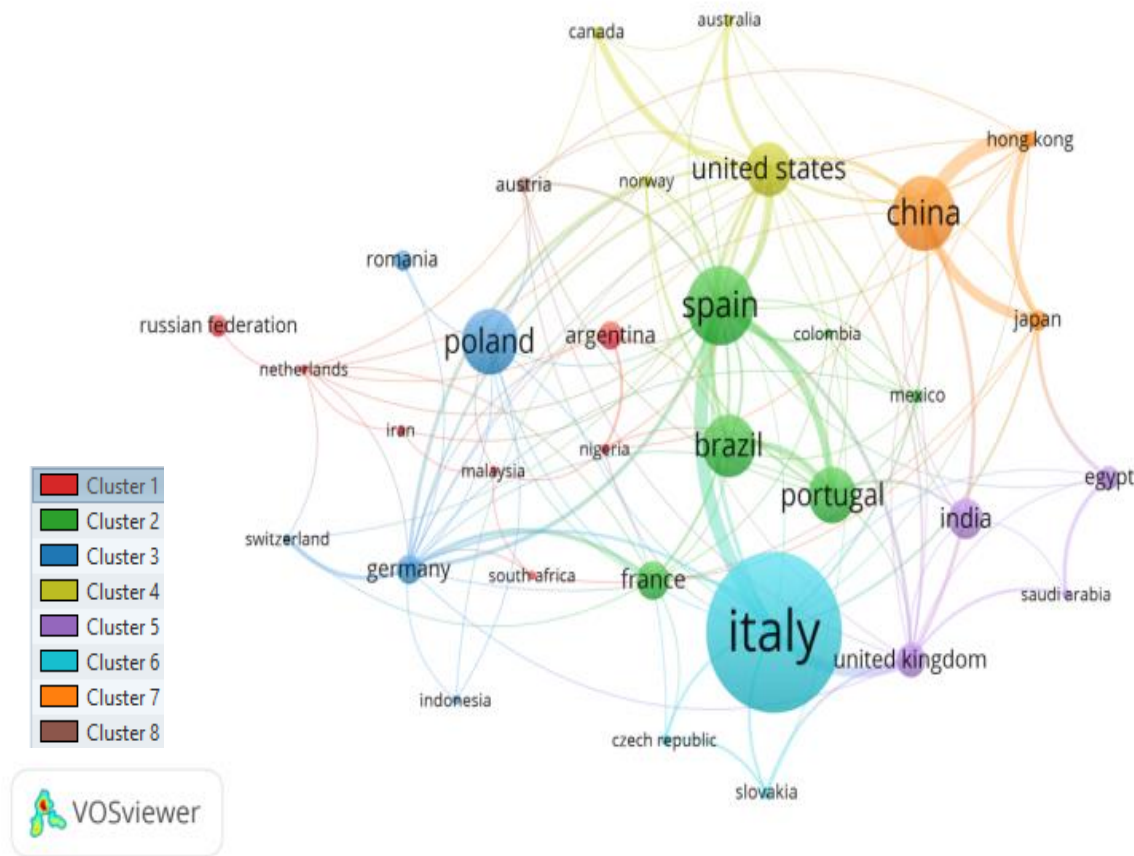 canada
australia
hong kong
united states
austria
norway
china
romania
spain
russian federation
poland
argentina
colombia
japan
netherlands
mexico
iran
nigeria
brazil
malaysia
portugal
egypt
india
switzerland
germany
south africa
france
saudi arabia
italy
united kingdom
indonesia
czech republic
slovakia
Cluster 1
Cluster 2
Cluster 3
Cluster 4
Cluster 5
Cluster 6
Cluster 7
Cluster 8
VOSviewer